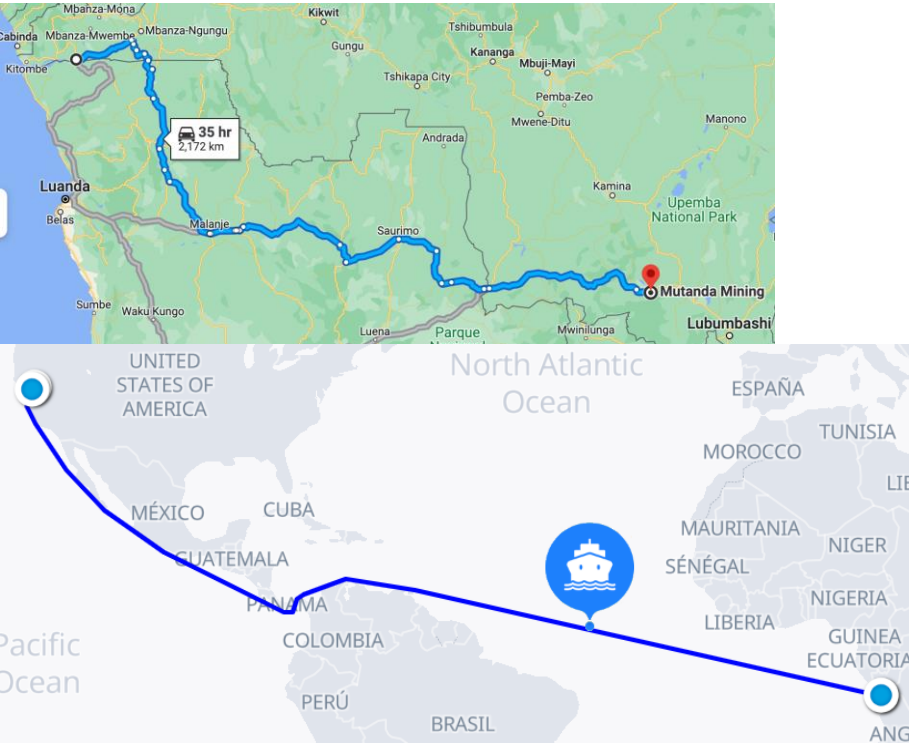 Mbanza-Mona
Kikwit
Cabinda
Mbanza-Mwembe
Mbanza-Ngungu
Tshibumbula
Kitombe
Gungu
Kananga
Mbuji-Mayi
Tshikapa City
Pemba-Zeo
Mwene-Ditu
Manono
35 hr
2,172 km
Andrada
Luanda
Belas
Kamina
Upemba
National Park
Malanje
Saurimo
Mutanda Mining
Sumbe
Waku Kungo
Luena
Parque
Mwinilunga
Lubumbashi
UNITED
STATES OF
AMERICA
North Atlantic
Ocean
ESPAÑA
TUNISIA
MOROCCO
LIE
MÉXICO
CUBA
MAURITANIA
NIGER
GUATEMALA
SÉNÉGAL
PANAMA
NIGERIA
LIBERIA
COLOMBIA
GUINEA
ECUATORIA
Pacific
Ocean
PERÚ
BRASIL
ANG